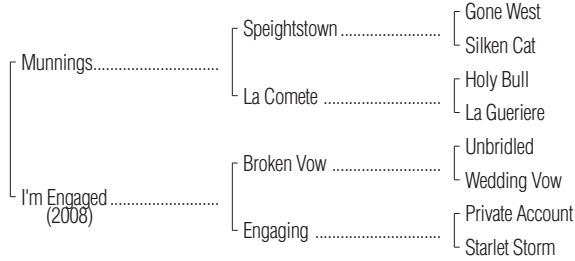 Gone West
Speightstown
Silken Cat
Munnings
Holy Bull
La Comete
La Gueriere
Unbridled
Broken Vow
Wedding Vow
I'm Engaged
(2008)
Private Account
Engaging
Starlet Storm